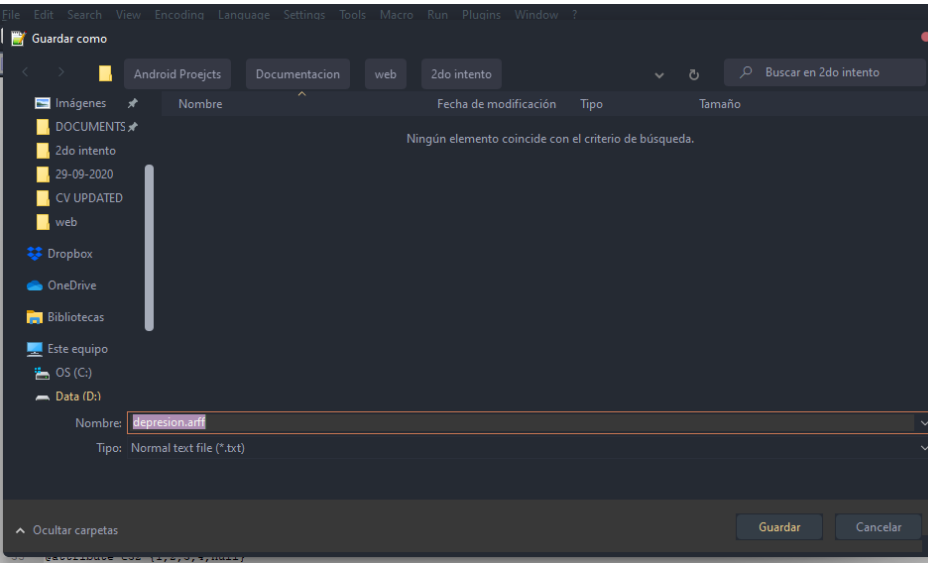 File Edit Search View Encoding Language Settings Tools Macro Run Plugins Window ?
Guardar como
Android Proejcts Documentacion web 2do intento Buscar en 2do intento
Nombre Fecha de modificación Tipo Tamaño
Ningún elemento coincide con el criterio de búsqueda.
Imágenes
DOCUMENTS
2do intento
29-09-2020
CV UPDATED
web
Dropbox
OneDrive
Bibliotecas
Este equipo
OS (C:)
Data (D:)
Nombre: depresion.arff
Tipo: Normal text file (*.txt)
Ocultar carpetas Guardar Cancelar